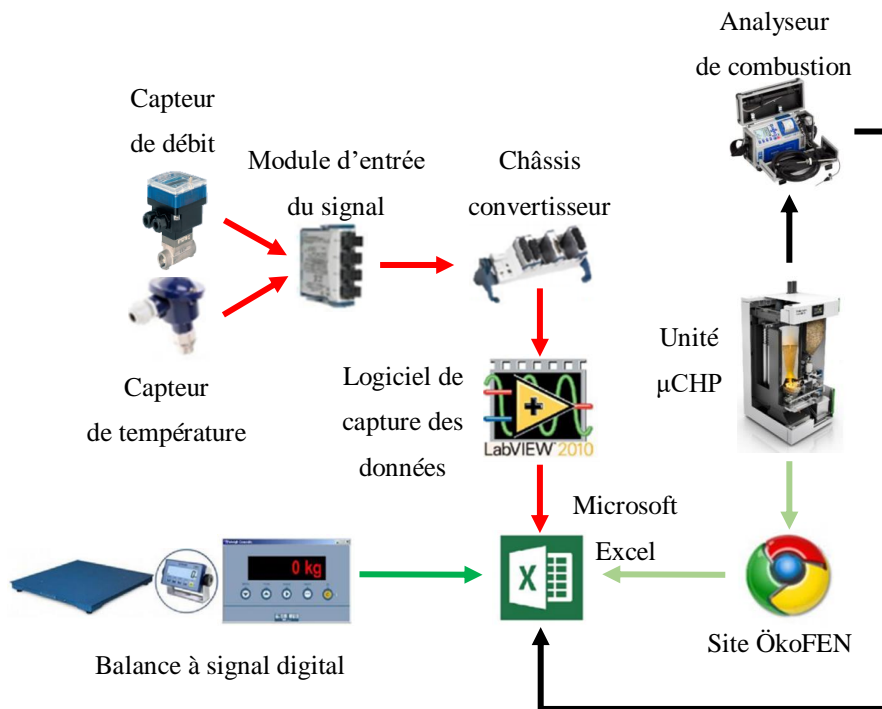 Analyseur
de combustion
Capteur
de débit
Module d’entrée
du signal
Châssis
convertisseur
Unité
μCHP
Capteur
de température
Logiciel de
capture des
données
LabVIEW 2010
Microsoft
Excel
X
0 kg
Balance à signal digital
Site ÖkoFEN